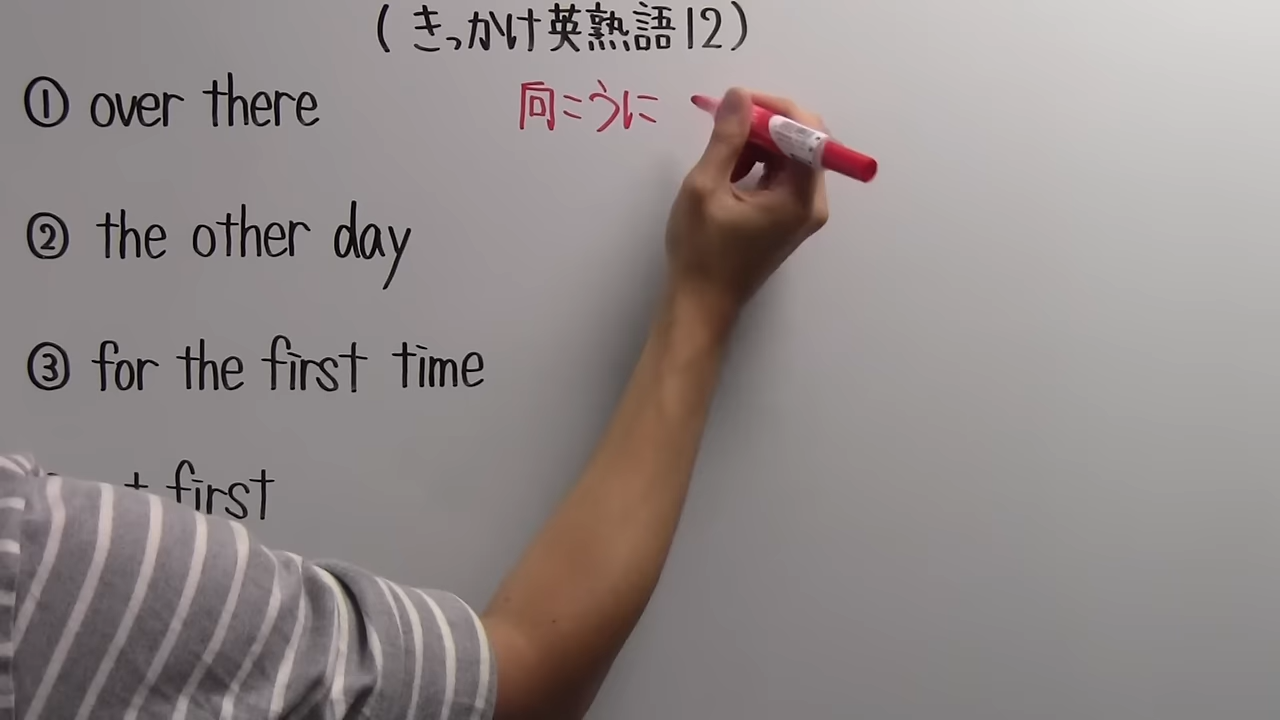 (きっかけ英熟語12)
① over there 向こうに
② the other day
③ for the first time
first